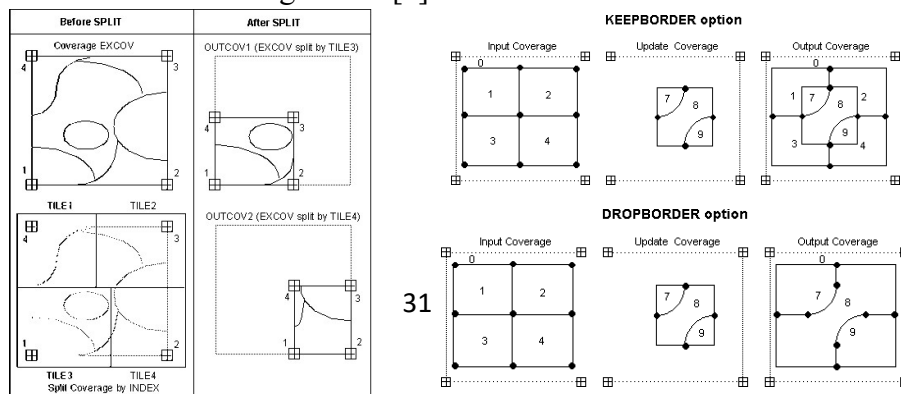 Before SPLIT
After SPLIT
Coverage EXCOV
4
3
1
2
TILE1
TILE2
4
3
1
2
TILE3
TILE4
Split Coverage by INDEX
OUTCOV1 (EXCOV split by TILE3)
4
3
1
2
OUTCOV2 (EXCOV split by TILE4)
4
3
1
2
31
KEEPBORDER option
Input Coverage
Update Coverage
Output Coverage
0
1
2
3
4
7
8
9
0
1
7
8
2
9
3
4
DROPBORDER option
Input Coverage
Update Coverage
Output Coverage
0
1
2
3
4
7
8
9
0
7
8
9